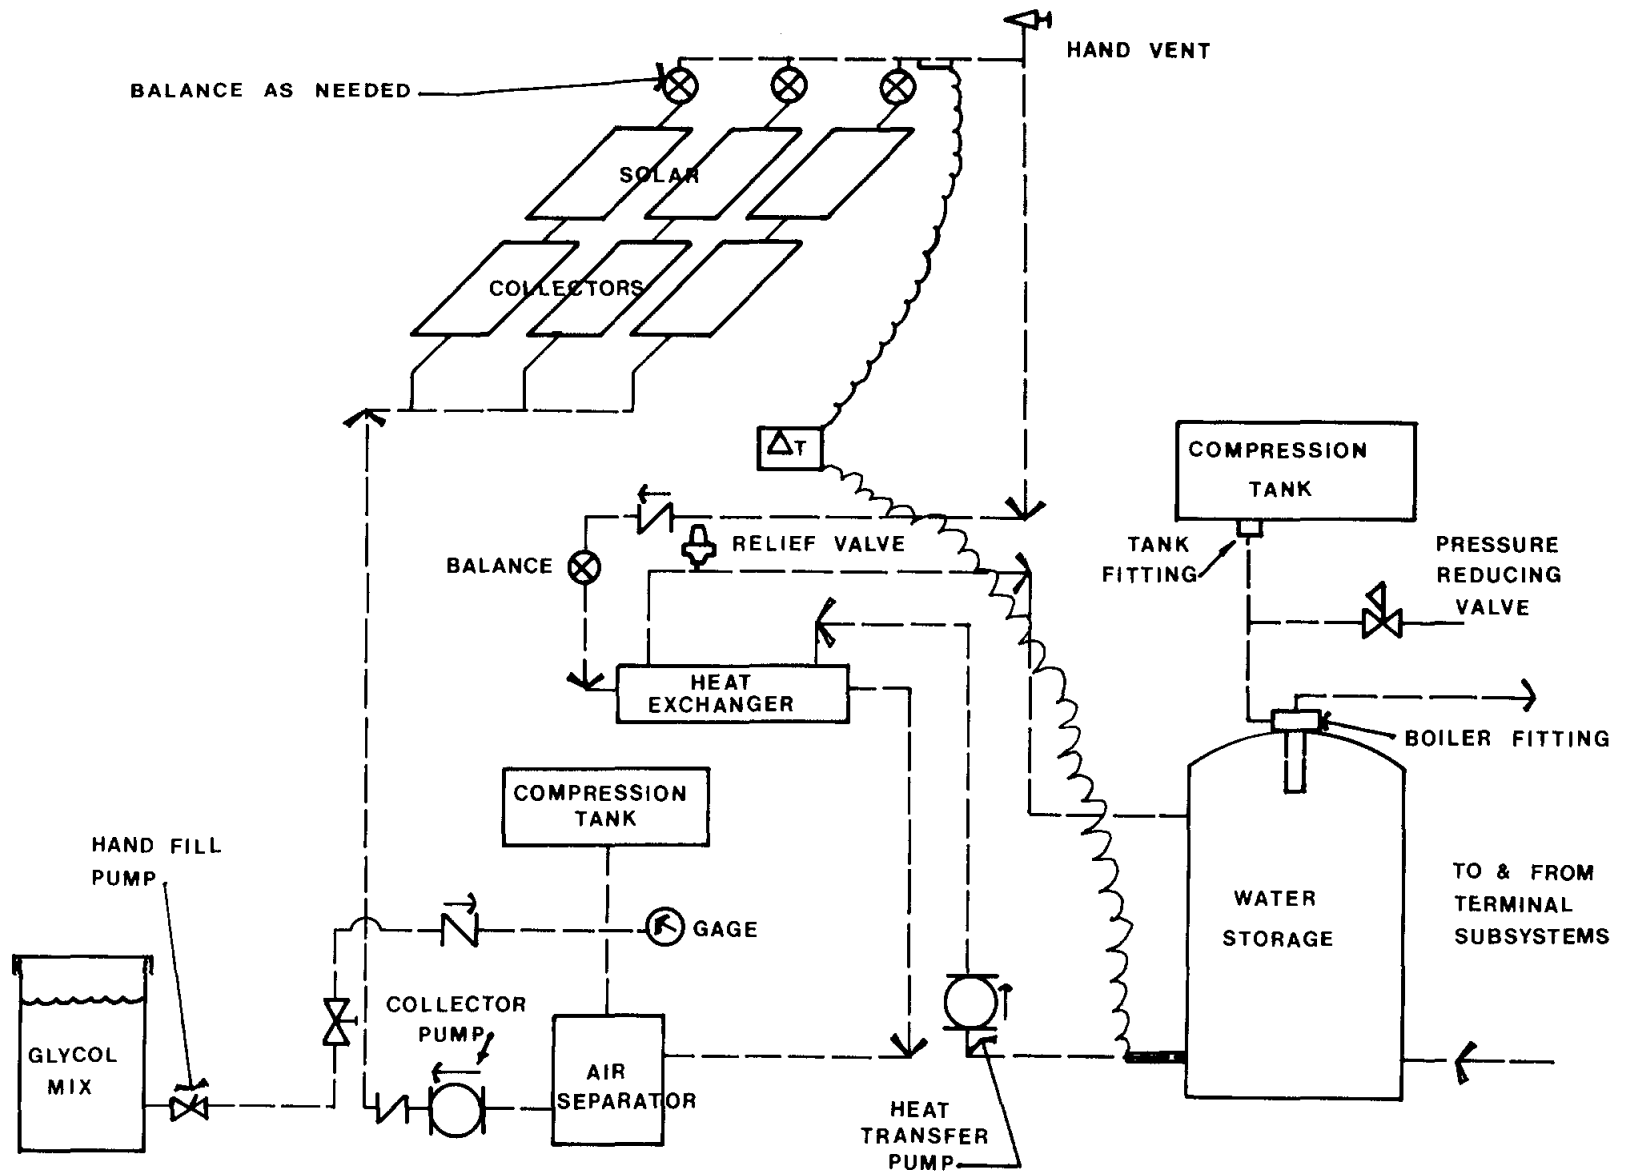 HAND VENT
BALANCE AS NEEDED
SOLAR
COLLECTORS
ΔT
COMPRESSION
TANK
TANK
FITTING
PRESSURE
REDUCING
VALVE
RELIEF VALVE
BALANCE
HEAT
EXCHANGER
BOILER FITTING
COMPRESSION
TANK
HAND FILL
PUMP
GAGE
WATER
STORAGE
TO & FROM
TERMINAL
SUBSYSTEMS
COLLECTOR
PUMP
GLYCOL
MIX
AIR
SEPARATOR
HEAT
TRANSFER
PUMP